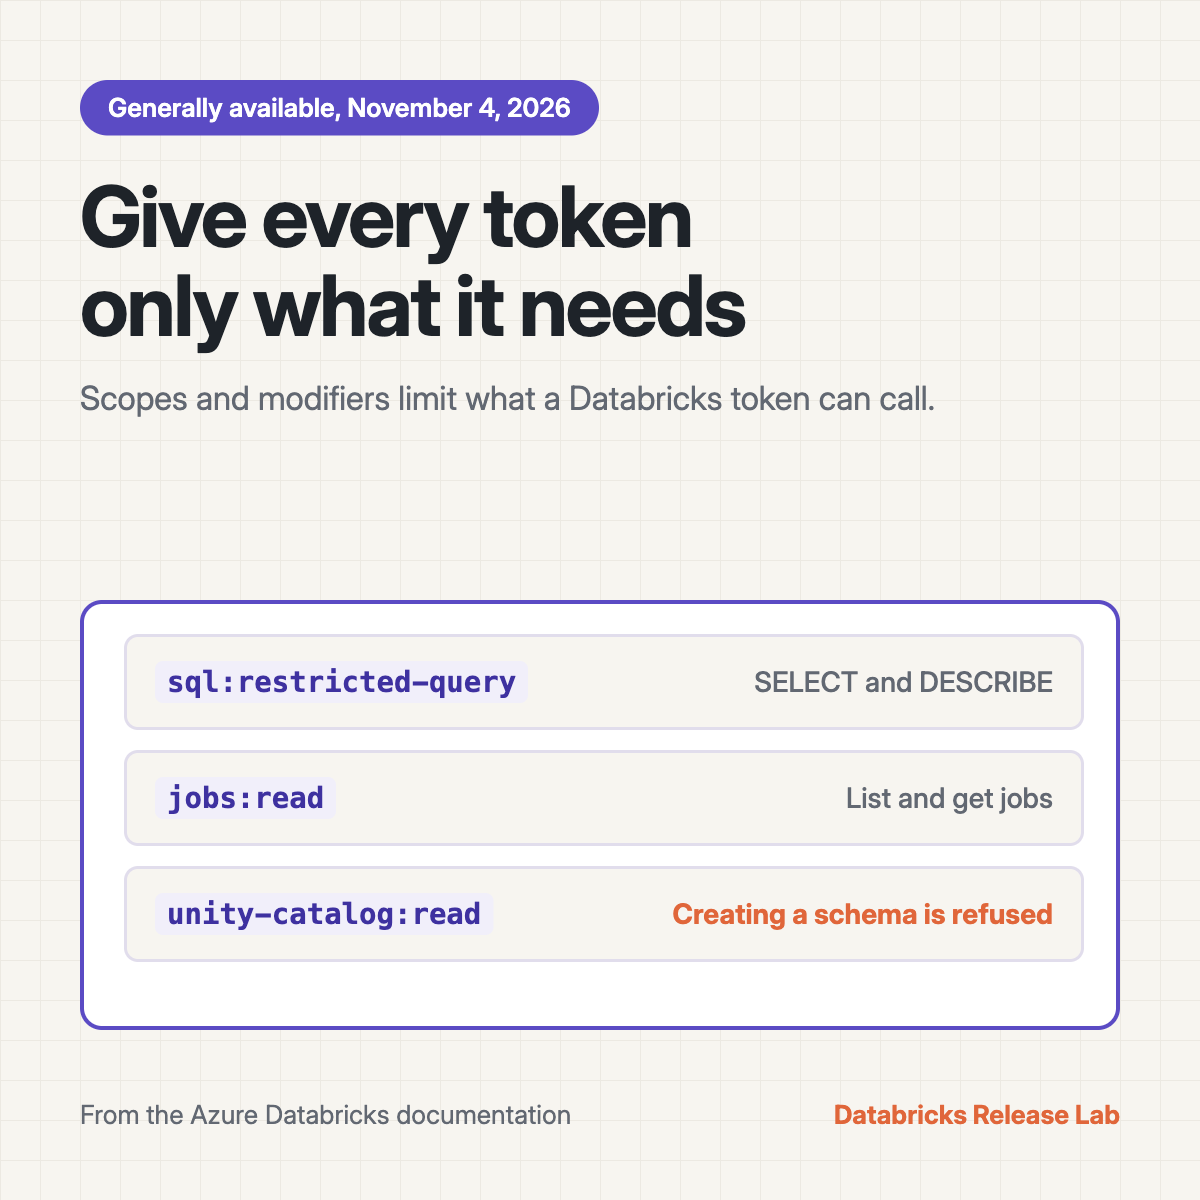 Generally available, November 4, 2026
Give every token
only what it needs
Scopes and modifiers limit what a Databricks token can call.
sql:restricted-query
SELECT and DESCRIBE
jobs:read
List and get jobs
unity-catalog:read
Creating a schema is refused
From the Azure Databricks documentation
Databricks Release Lab